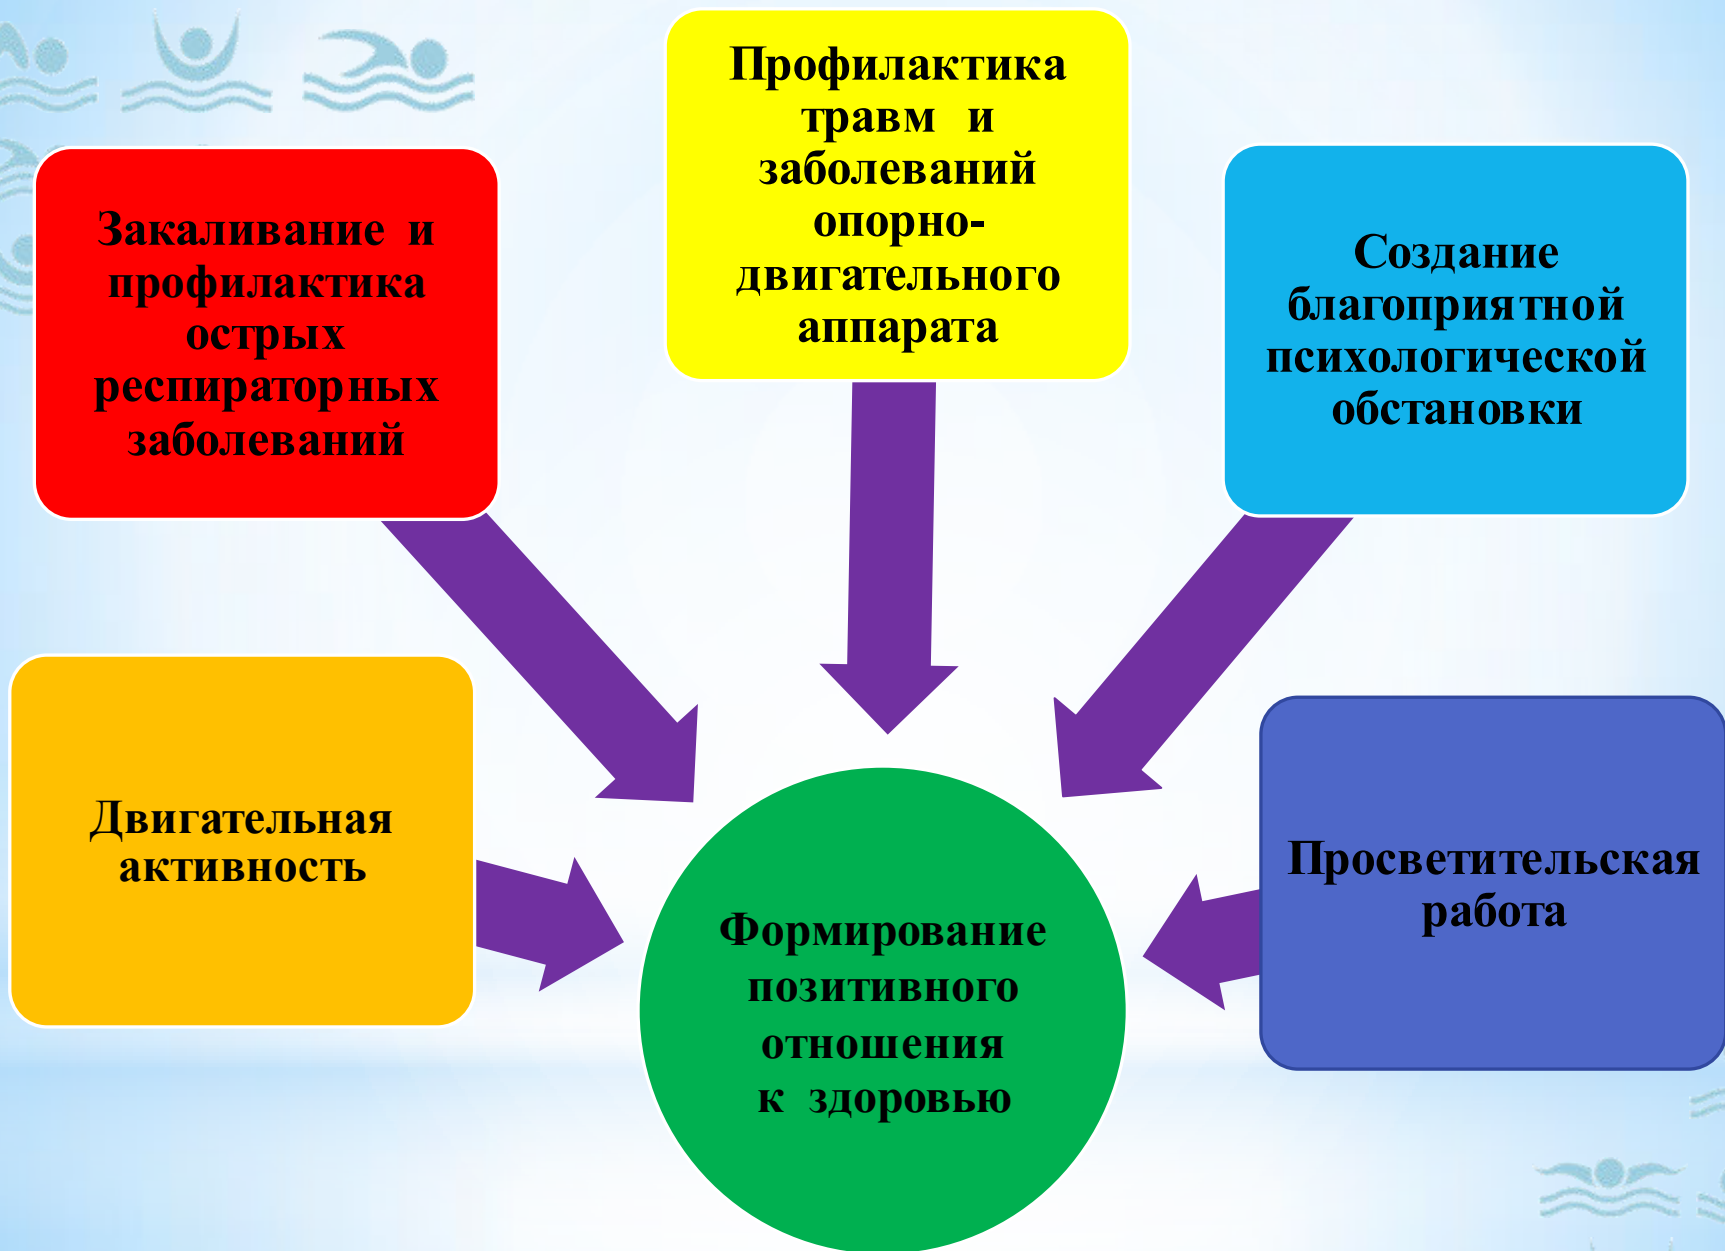 Профилактика
травм и
заболеваний
опорно-
двигательного
аппарата
Закаливание и
профилактика
острых
респираторных
заболеваний
Создание
благоприятной
психологической
обстановки
Двигательная
активность
Просветительская
работа
Формирование
позитивного
отношения
к здоровью